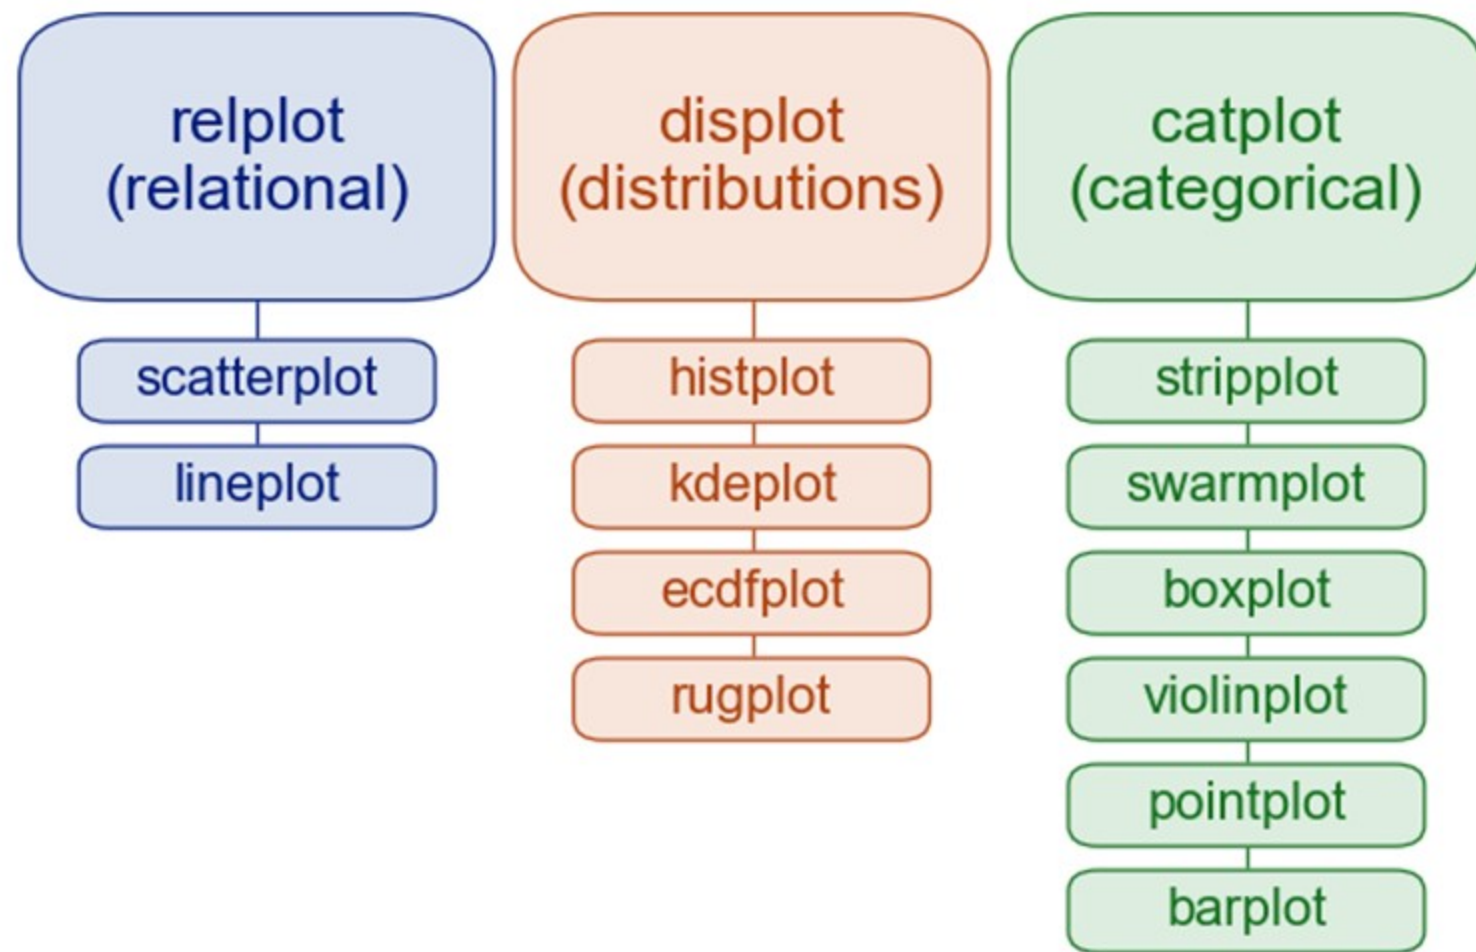 relplot
(relational)
scatterplot
lineplot
displot
(distributions)
histplot
kdeplot
ecdfplot
rugplot
catplot
(categorical)
stripplot
swarmplot
boxplot
violinplot
pointplot
barplot